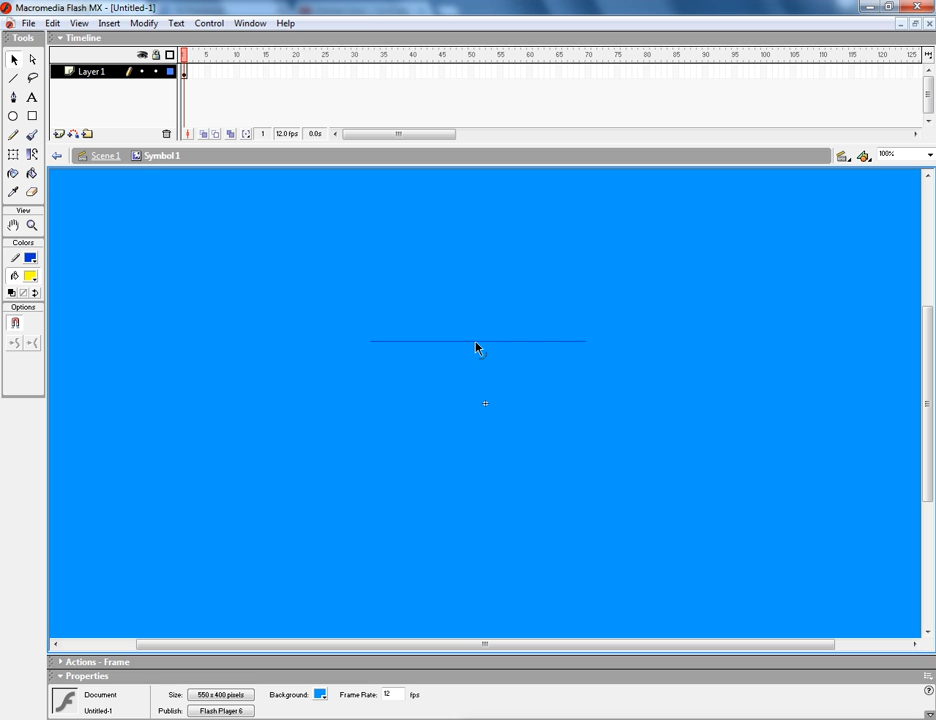 Macromedia Flash MX - [Untitled-1]
File Edit View Insert Modify Text Control Window Help
Tools
Timeline
5 10 15 20 25 30 35 40 45 50 55 60 65 70 75 80 85 90 95 100 105 110 115 120 125
Layer 1
1 12.0 fps 0.0s
Scene 1 Symbol 1 100%
View
Colors
Options
Actions - Frame
Properties
Document Size: 550 x 400 pixels Background: Frame Rate: 12 fps
Untitled-1 Publish: Flash Player 6